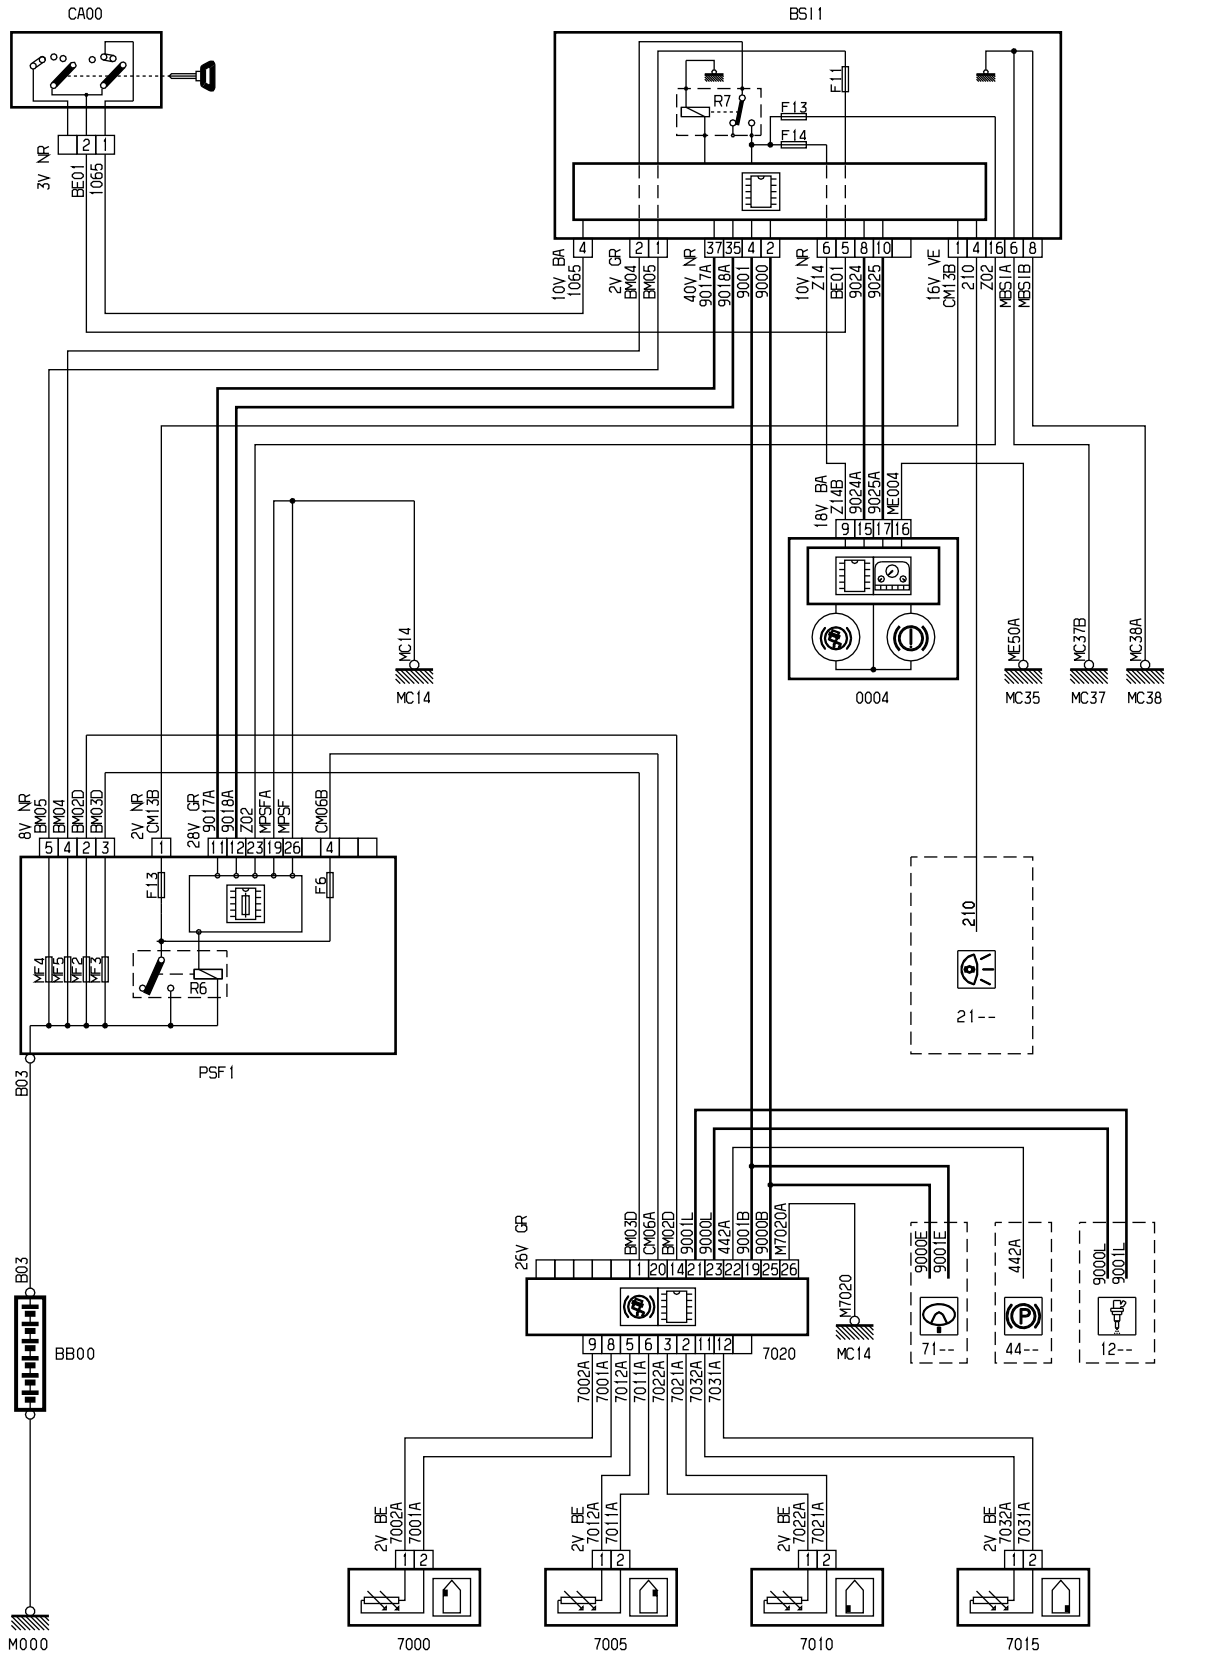 CA00
BSI1
R7
F11
F13
F14
2 1
3V NR
BE01
1065
4
2 1
37 35 4 2
6 5 8 10
1 4 16 6 8
10V BA
1065
2V GR
BM04
BM05
40V NR
9017A
9018A
9001
9000
10V NR
Z14
BE01
9024
9025
16V VE
CM13B
210
Z02
MBSIA
MBSIB
18V BA
Z14B
9024A
9025A
ME004
9 15 17 16
0004
MC14
MC14
ME50A
MC35
MC37B
MC37
MC38A
MC38
8V NR
BM05
BM04
BM02D
BM03D
2V NR
CM13B
28V GR
9017A
9018A
Z02
MPSFA
MPSF
CM06B
5 4 2 3
1
11 12 23 19 26
4
F13
F6
MF4
MF5
MF2
MF3
R6
PSF1
210
21--
B03
B03
BB00
M000
26V GR
BM03D
CM06A
BM02D
9001L
9000L
442A
9001B
9000B
M7020A
1 20 14 21 23 22 19 25 26
9 8 5 6 3 2 11 12
7020
M7020
MC14
9000E
9001E
71--
442A
P
44--
9000L
9001L
12--
7002A
7001A
7012A
7011A
7022A
7021A
7032A
7031A
2V BE
7002A
7001A
1 2
7000
2V BE
7012A
7011A
1 2
7005
2V BE
7022A
7021A
1 2
7010
2V BE
7032A
7031A
1 2
7015